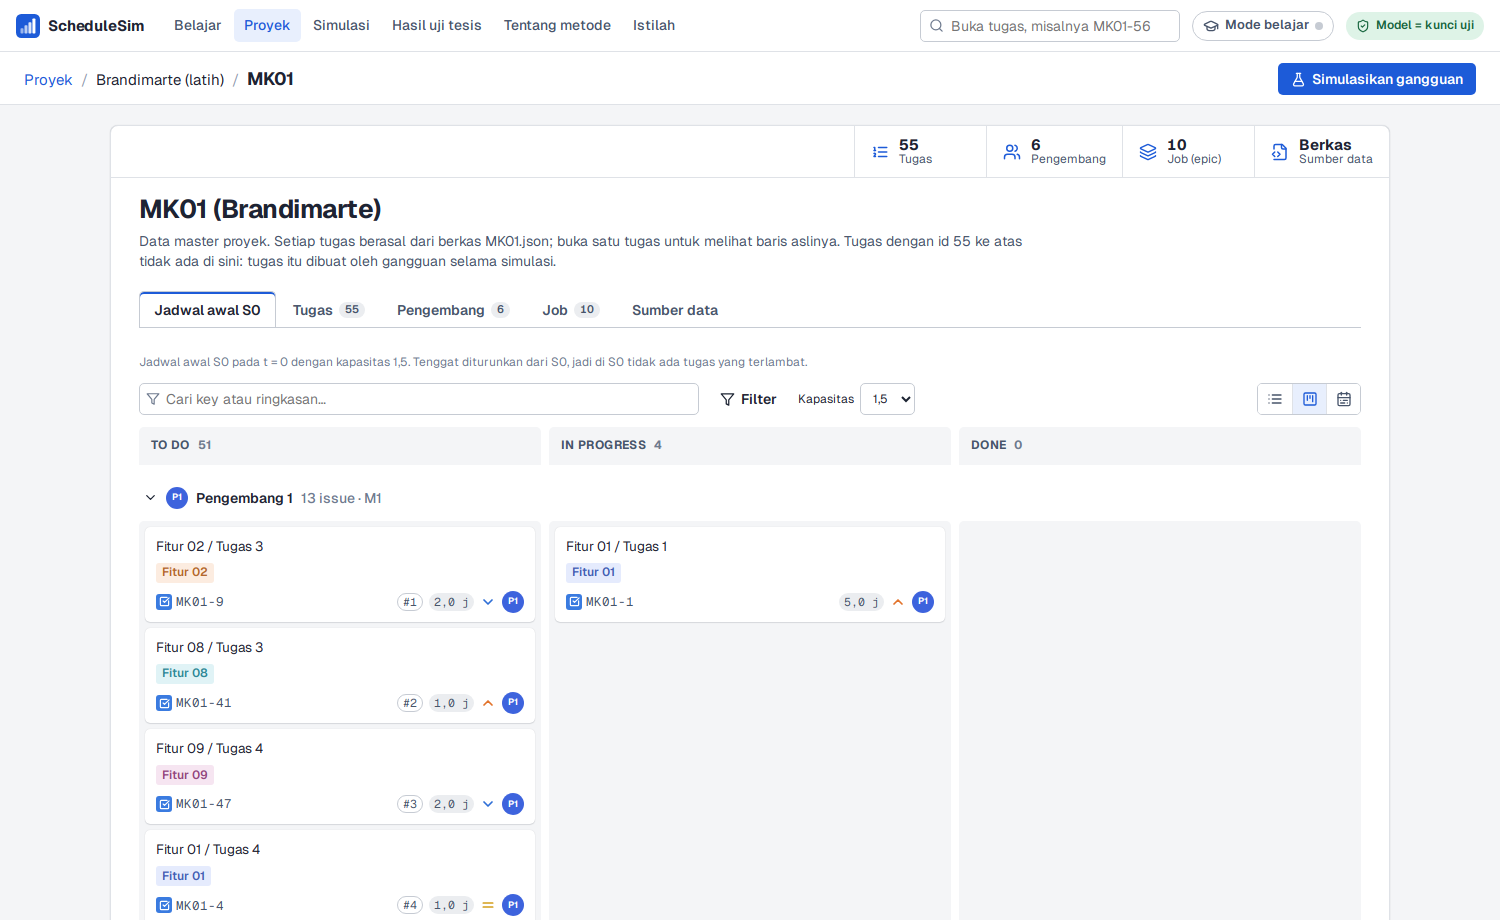 ScheduleSim
Belajar
Proyek
Simulasi
Hasil uji tesis
Tentang metode
Istilah
Buka tugas, misalnya MK01-56
Mode belajar
Model = kunci uji
Proyek / Brandimarte (latih) / MK01
Simulasikan gangguan
55
Tugas
6
Pengembang
10
Job (epic)
Berkas
Sumber data
MK01 (Brandimarte)
Data master proyek. Setiap tugas berasal dari berkas MK01.json; buka satu tugas untuk melihat baris aslinya. Tugas dengan id 55 ke atas
tidak ada di sini: tugas itu dibuat oleh gangguan selama simulasi.
Jadwal awal S0
Tugas 55
Pengembang 6
Job 10
Sumber data
Jadwal awal S0 pada t = 0 dengan kapasitas 1,5. Tenggat diturunkan dari S0, jadi di S0 tidak ada tugas yang terlambat.
Cari key atau ringkasan...
Filter
Kapasitas
1,5
TO DO 51
IN PROGRESS 4
DONE 0
P1 Pengembang 1 13 issue · M1
Fitur 02 / Tugas 3
Fitur 02
MK01-9 #1 2,0 j P1
Fitur 01 / Tugas 1
Fitur 01
MK01-1 5,0 j P1
Fitur 08 / Tugas 3
Fitur 08
MK01-41 #2 1,0 j P1
Fitur 09 / Tugas 4
Fitur 09
MK01-47 #3 2,0 j P1
Fitur 01 / Tugas 4
Fitur 01
MK01-4 #4 1,0 j P1